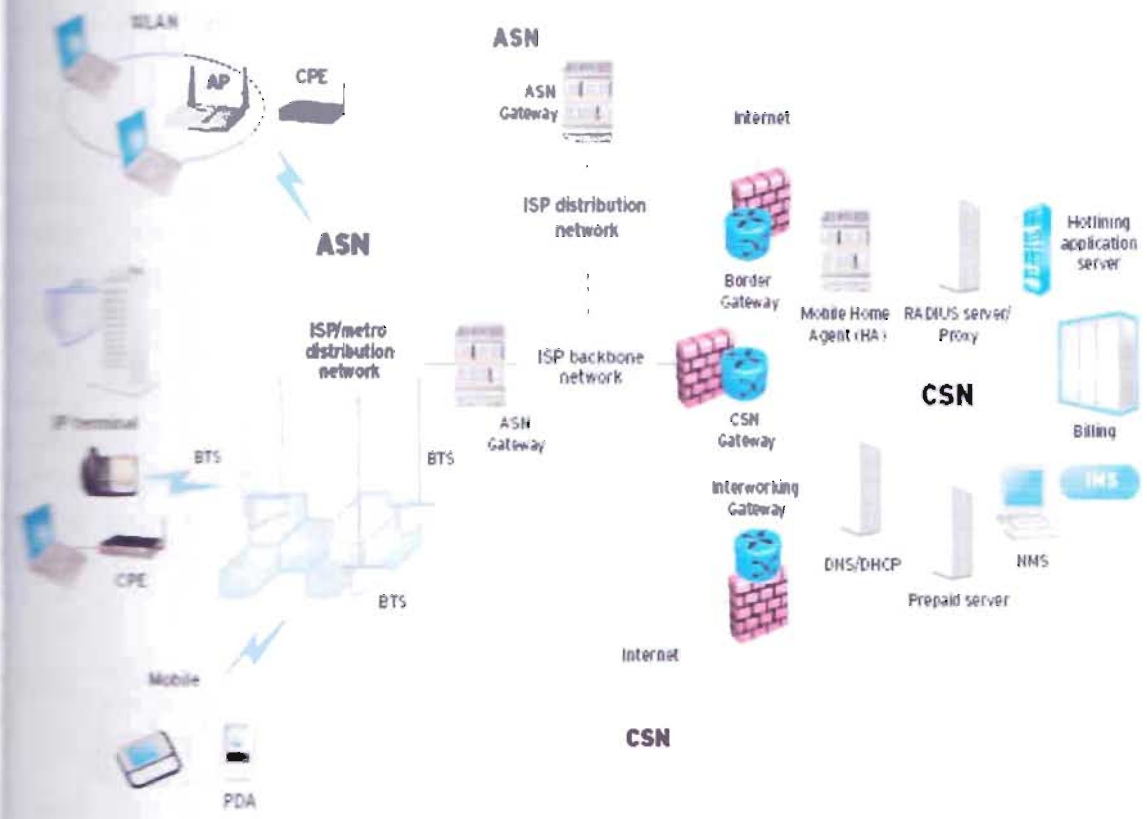 WLAN
AP
CPE
ASN
ASN
Gateway
Internet
ISP distribution
network
Hotlining
application
server
ASN
Border
Gateway
Mobile Home
Agent (HA)
RADIUS server/
Proxy
ISP/metro
distribution
network
ISP backbone
network
CSN
IP terminal
ASN
Gateway
CSN
Gateway
Billing
BTS
BTS
Interworking
Gateway
IMS
CPE
DNS/DHCP
NMS
BTS
Prepaid server
Internet
Mobile
CSN
PDA